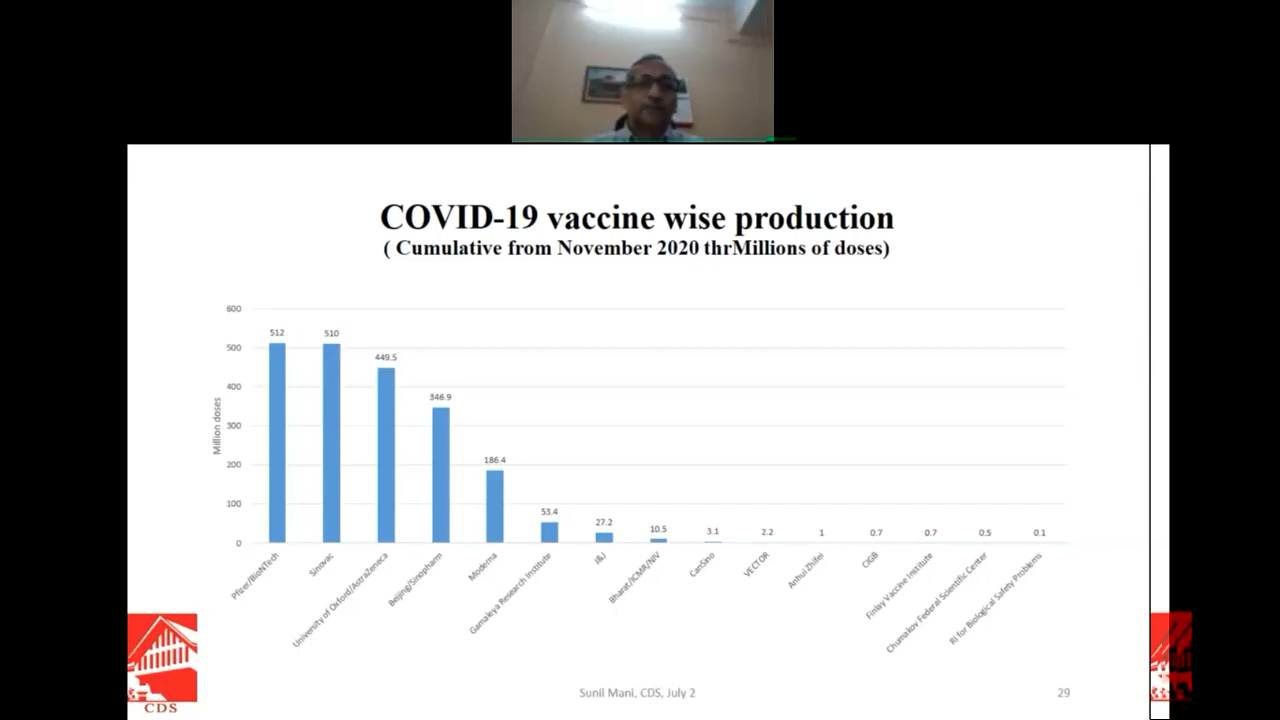 COVID-19 vaccine wise production
( Cumulative from November 2020 thrMillions of doses)
600
500
400
300
200
100
0
Million doses
512
510
449.5
346.9
186.4
53.4
27.2
10.5
3.1
2.2
1
0.7
0.7
0.5
0.1
Pfizer/BioNTech
Sinovac
University of Oxford/AstraZeneca
Beijing/Sinopharm
Moderna
Gamaleya Research Institute
J&J
Bharat/ICMR/NIV
CanSino
VECTOR
Anhui Zhifei
CIGB
Finlay Vaccine Institute
Chumakov Federal Scientific Center
RI for Biological Safety Problems
CDS
Sunil Mani, CDS, July 2
29